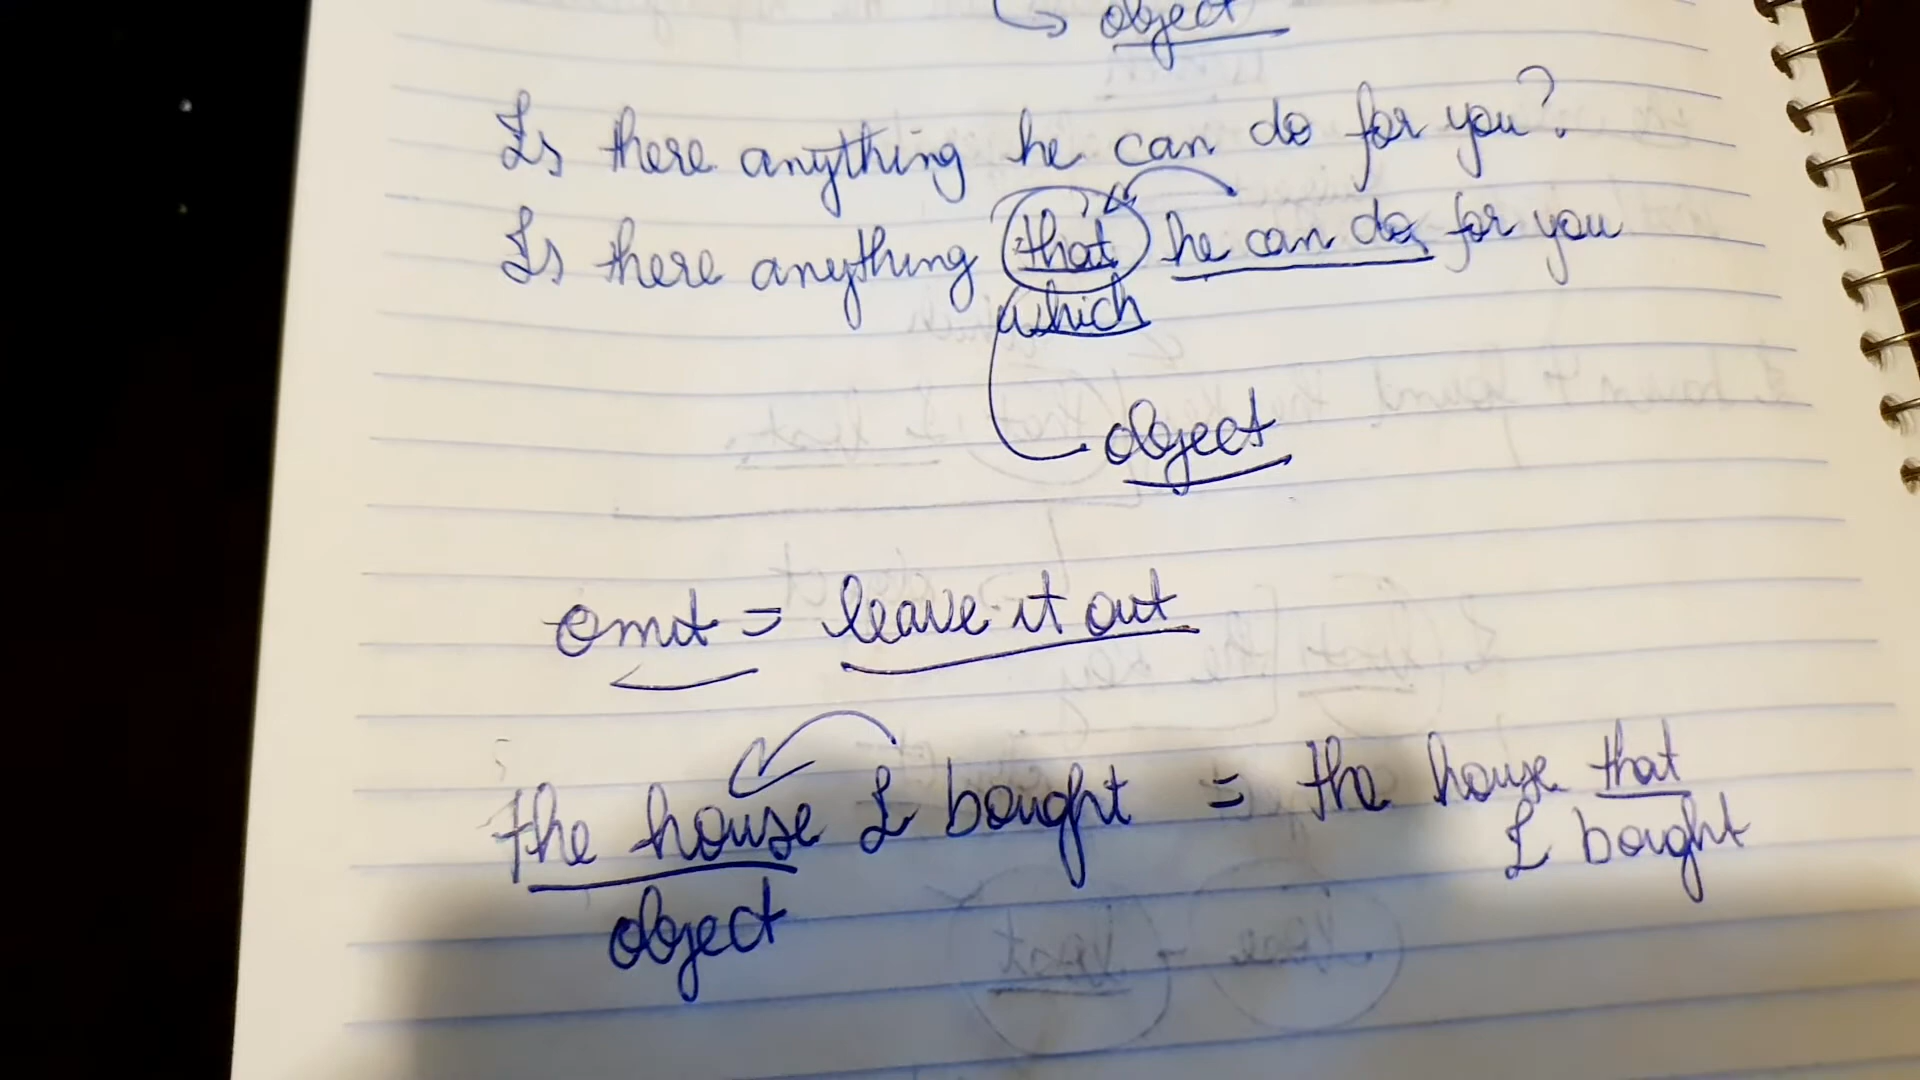 object
Is there anything he can do for you?
Is there anything that he can do for you
which
object
omit = leave it out
the house I bought = the house that
I bought
object